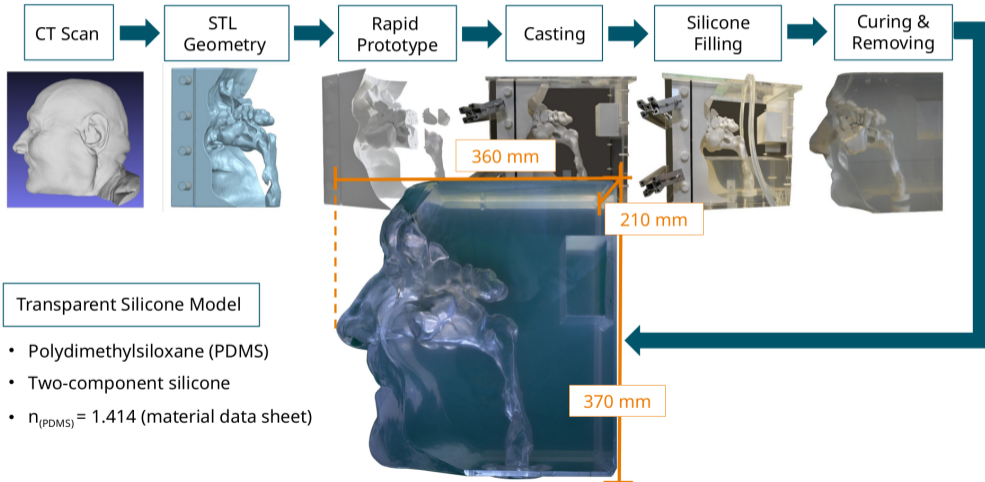 CT Scan
STL
Geometry
Rapid
Prototype
Casting
Silicone
Filling
Curing &
Removing
360 mm
210 mm
Transparent Silicone Model
• Polydimethylsiloxane (PDMS)
• Two-component silicone
• n(PDMS) = 1.414 (material data sheet)
370 mm